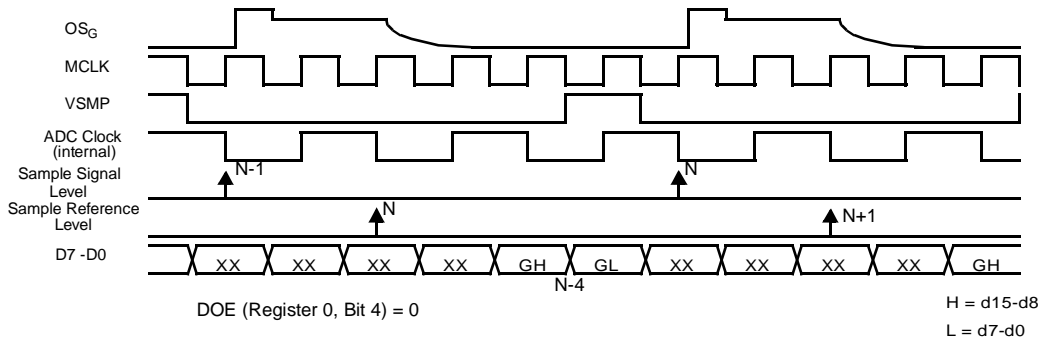 OSG
MCLK
VSMP
ADC Clock
(internal)
Sample Signal
Level
N-1
N
Sample Reference
Level
N
N+1
D7 -D0
XX XX XX XX GH GL XX XX XX XX GH
N-4
DOE (Register 0, Bit 4) = 0
H = d15-d8
L = d7-d0